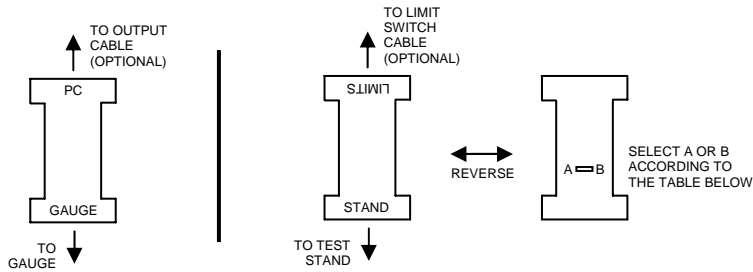 TO OUTPUT
CABLE
(OPTIONAL)
PC
GAUGE
TO
GAUGE
TO LIMIT
SWITCH
CABLE
(OPTIONAL)
LIMITS
STAND
TO TEST
STAND
REVERSE
A B
SELECT A OR B
ACCORDING TO
THE TABLE BELOW